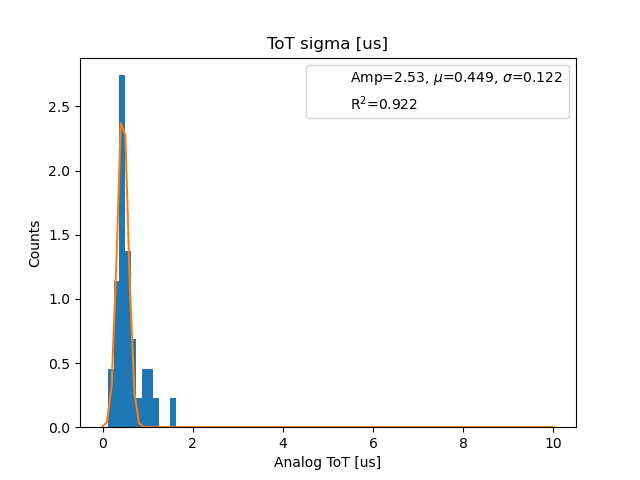 ToT sigma [us]
Amp=2.53, μ=0.449, σ=0.122
R²=0.922
Counts
2.5
2.0
1.5
1.0
0.5
0.0
0 2 4 6 8 10
Analog ToT [us]